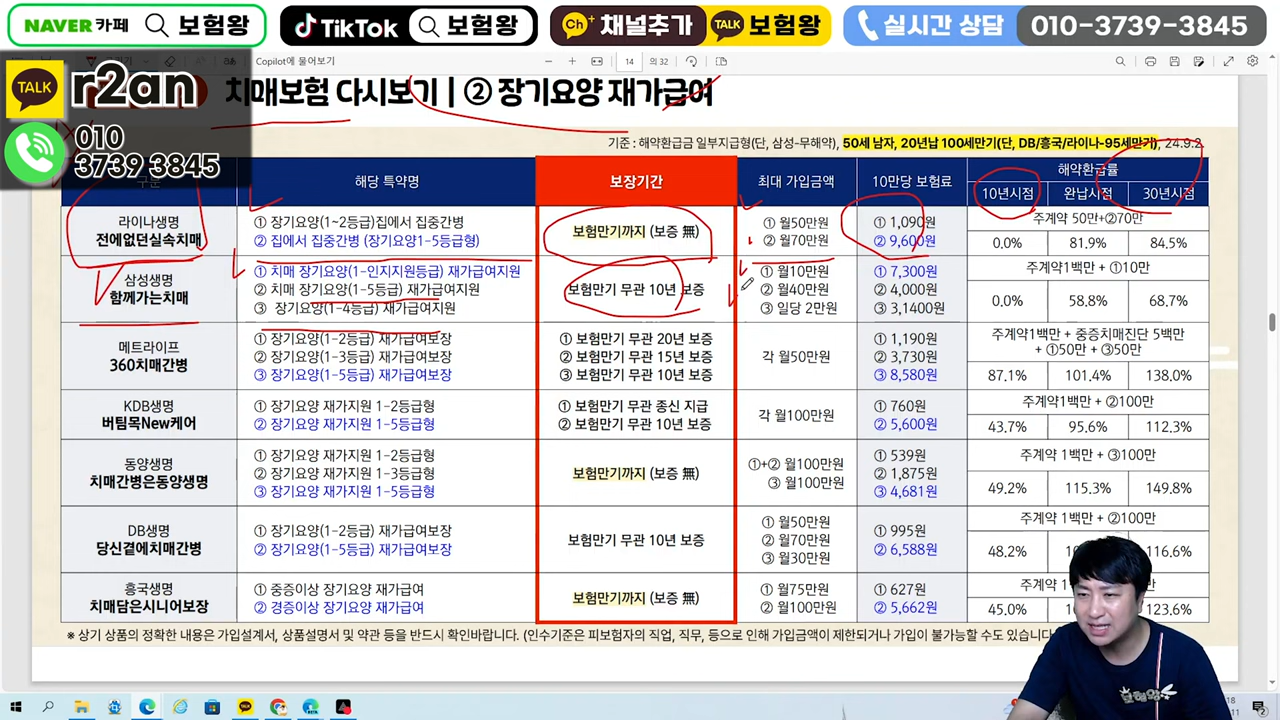 NAVER 카페 보험왕
TikTok 보험왕
Ch+ 채널추가 TALK 보험왕
실시간 상담 010-3739-3845
Copilot에 물어보기
14 의 32
TALK r2an
010
3739 3845
치매보험 다시보기 | ② 장기요양 재가급여
기준 : 해약환급금 일부지급형(단, 삼성-무해약), 50세 남자, 20년납 100세만기(단, DB/흥국/라이나-95세만기), 24.9.2
해당 특약명 보장기간 최대 가입금액 10만당 보험료 해약환급률
10년시점 완납시점 30년시점
라이나생명
전에없던실속치매
① 장기요양(1~2등급)집에서 집중간병
② 집에서 집중간병 (장기요양1-5등급형)
보험만기까지 (보증 無)
① 월50만원
② 월70만원
① 1,090원
② 9,600원
주계약 50만+②70만
0.0% 81.9% 84.5%
삼성생명
함께가는치매
① 치매 장기요양(1-인지지원등급) 재가급여지원
② 치매 장기요양(1-5등급) 재가급여지원
③ 장기요양(1-4등급) 재가급여지원
보험만기 무관 10년 보증
① 월10만원
② 월40만원
③ 일당 2만원
① 7,300원
② 4,000원
③ 3,1400원
주계약1백만 + ①10만
0.0% 58.8% 68.7%
메트라이프
360치매간병
① 장기요양(1-2등급) 재가급여보장
② 장기요양(1-3등급) 재가급여보장
③ 장기요양(1-5등급) 재가급여보장
① 보험만기 무관 20년 보증
② 보험만기 무관 15년 보증
③ 보험만기 무관 10년 보증
각 월50만원
① 1,190원
② 3,730원
③ 8,580원
주계약1백만 + 중증치매진단 5백만
+ ①50만 + ③50만
87.1% 101.4% 138.0%
KDB생명
버팀목New케어
① 장기요양 재가지원 1-2등급형
② 장기요양 재가지원 1-5등급형
① 보험만기 무관 종신 지급
② 보험만기 무관 10년 보증
각 월100만원
① 760원
② 5,600원
주계약1백만 + ②100만
43.7% 95.6% 112.3%
동양생명
치매간병은동양생명
① 장기요양 재가지원 1-2등급형
② 장기요양 재가지원 1-3등급형
③ 장기요양 재가지원 1-5등급형
보험만기까지 (보증 無)
①+② 월100만원
③ 월100만원
① 539원
② 1,875원
③ 4,681원
주계약 1백만 + ③100만
49.2% 115.3% 149.8%
DB생명
당신곁에치매간병
① 장기요양(1-2등급) 재가급여보장
② 장기요양(1-5등급) 재가급여보장
보험만기 무관 10년 보증
① 월50만원
② 월70만원
③ 월30만원
① 995원
② 6,588원
주계약 1백만 + ②100만
48.2% 116.6%
흥국생명
치매담은시니어보장
① 중증이상 장기요양 재가급여
② 경증이상 장기요양 재가급여
보험만기까지 (보증 無)
① 월75만원
② 월100만원
① 627원
② 5,662원
주계약
45.0% 123.6%
※ 상기 상품의 정확한 내용은 가입설계서, 상품설명서 및 약관 등을 반드시 확인바랍니다. (인수기준은 피보험자의 직업, 직무, 등으로 인해 가입금액이 제한되거나 가입이 불가능할 수도 있습니다
보험왕